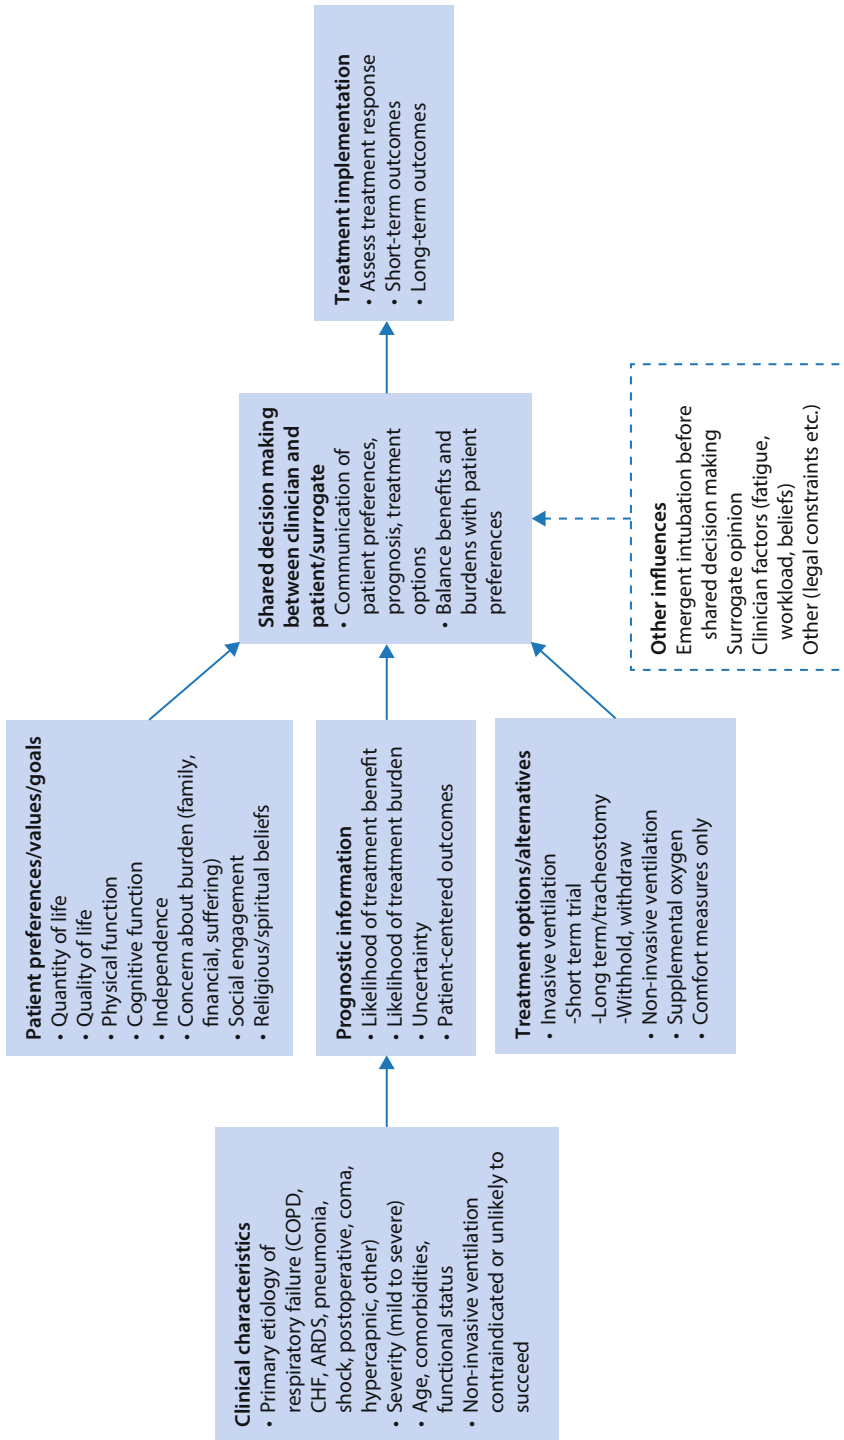 Clinical characteristics
• Primary etiology of
respiratory failure (COPD,
CHF, ARDS, pneumonia,
shock, postoperative, coma,
hypercapnic, other)
• Severity (mild to severe)
• Age, comorbidities,
functional status
• Non-invasive ventilation
contraindicated or unlikely to
succeed
Patient preferences/values/goals
• Quantity of life
• Quality of life
• Physical function
• Cognitive function
• Independence
• Concern about burden (family,
financial, suffering)
• Social engagement
• Religious/spiritual beliefs
Prognostic information
• Likelihood of treatment benefit
• Likelihood of treatment burden
• Uncertainty
• Patient-centered outcomes
Treatment options/alternatives
• Invasive ventilation
-Short term trial
-Long term/tracheostomy
-Withhold, withdraw
• Non-invasive ventilation
• Supplemental oxygen
• Comfort measures only
Shared decision making
between clinician and
patient/surrogate
• Communication of
patient preferences,
prognosis, treatment
options
• Balance benefits and
burdens with patient
preferences
Other influences
Emergent intubation before
shared decision making
Surrogate opinion
Clinician factors (fatigue,
workload, beliefs)
Other (legal constraints etc.)
Treatment implementation
• Assess treatment response
• Short-term outcomes
• Long-term outcomes